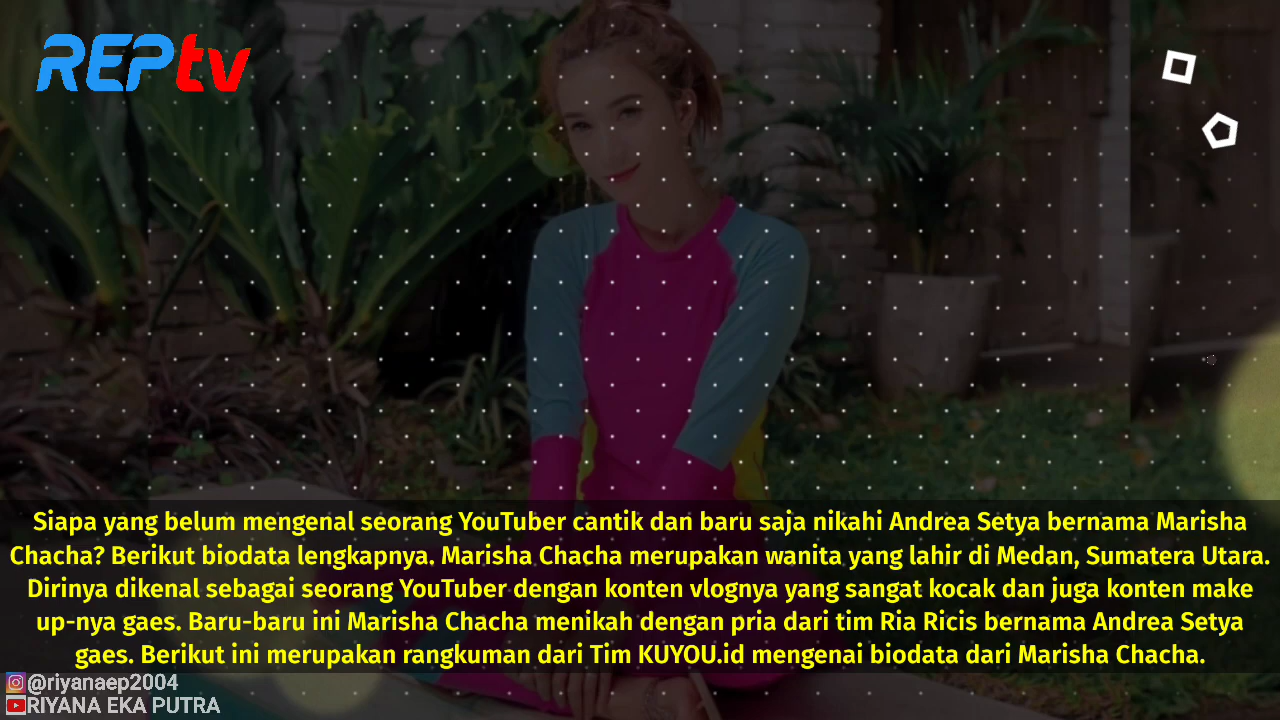 REPtv
Siapa yang belum mengenal seorang YouTuber cantik dan baru saja nikahi Andrea Setya bernama Marisha
Chacha? Berikut biodata lengkapnya. Marisha Chacha merupakan wanita yang lahir di Medan, Sumatera Utara.
Dirinya dikenal sebagai seorang YouTuber dengan konten vlognya yang sangat kocak dan juga konten make
up-nya gaes. Baru-baru ini Marisha Chacha menikah dengan pria dari tim Ria Ricis bernama Andrea Setya
gaes. Berikut ini merupakan rangkuman dari Tim KUYOU.id mengenai biodata dari Marisha Chacha.
@riyanaep2004
RIYANA EKA PUTRA